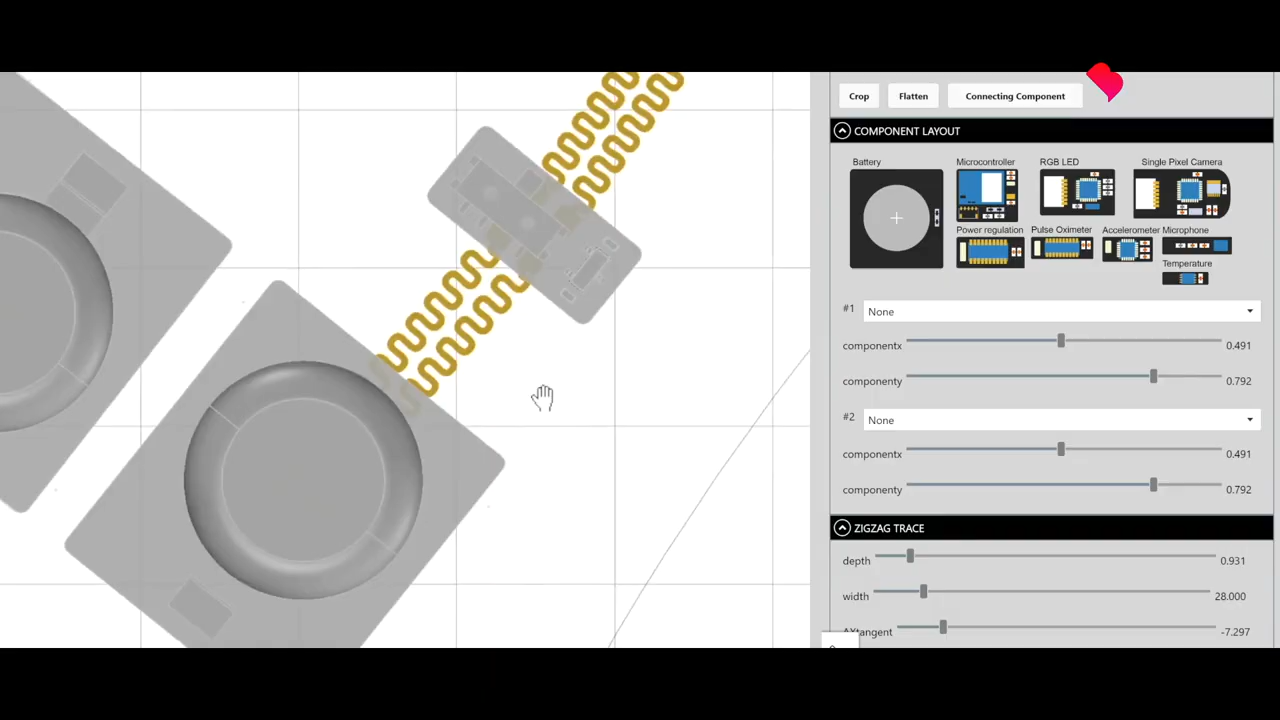 Crop Flatten Connecting Component
COMPONENT LAYOUT
Battery Microcontroller RGB LED Single Pixel Camera
Power regulation Pulse Oximeter Accelerometer Microphone
Temperature
#1 None
componentx 0.491
componenty 0.792
#2 None
componentx 0.491
componenty 0.792
ZIGZAG TRACE
depth 0.931
width 28.000
-7.297